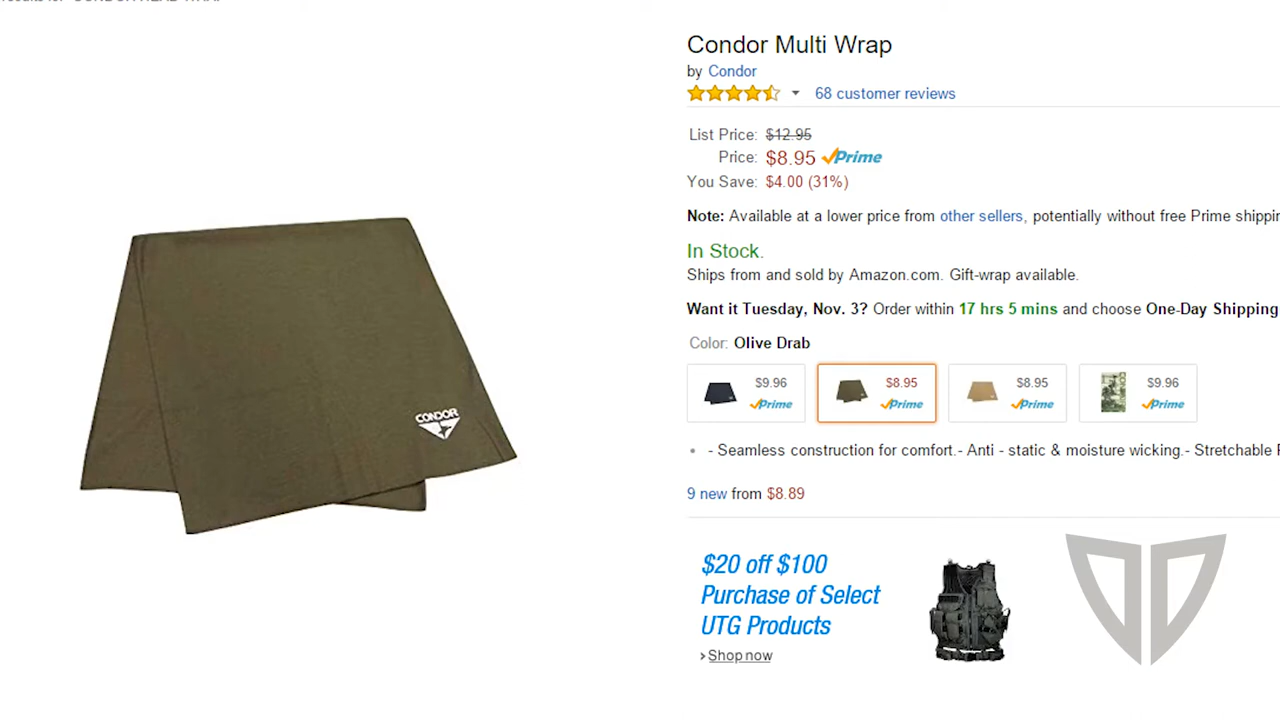 Condor Multi Wrap
by Condor
68 customer reviews
List Price: $12.95
Price: $8.95 Prime
You Save: $4.00 (31%)
Note: Available at a lower price from other sellers, potentially without free Prime
In Stock.
Ships from and sold by Amazon.com. Gift-wrap available.
Want it Tuesday, Nov. 3? Order within 17 hrs 5 mins and choose One-Day Shipping
Color: Olive Drab
$9.96 $8.95 $8.95 $9.96
Prime Prime Prime Prime
CONDOR
- Seamless construction for comfort.- Anti - static & moisture wicking.- Stretchable
9 new from $8.89
$20 off $100
Purchase of Select
UTG Products
Shop now